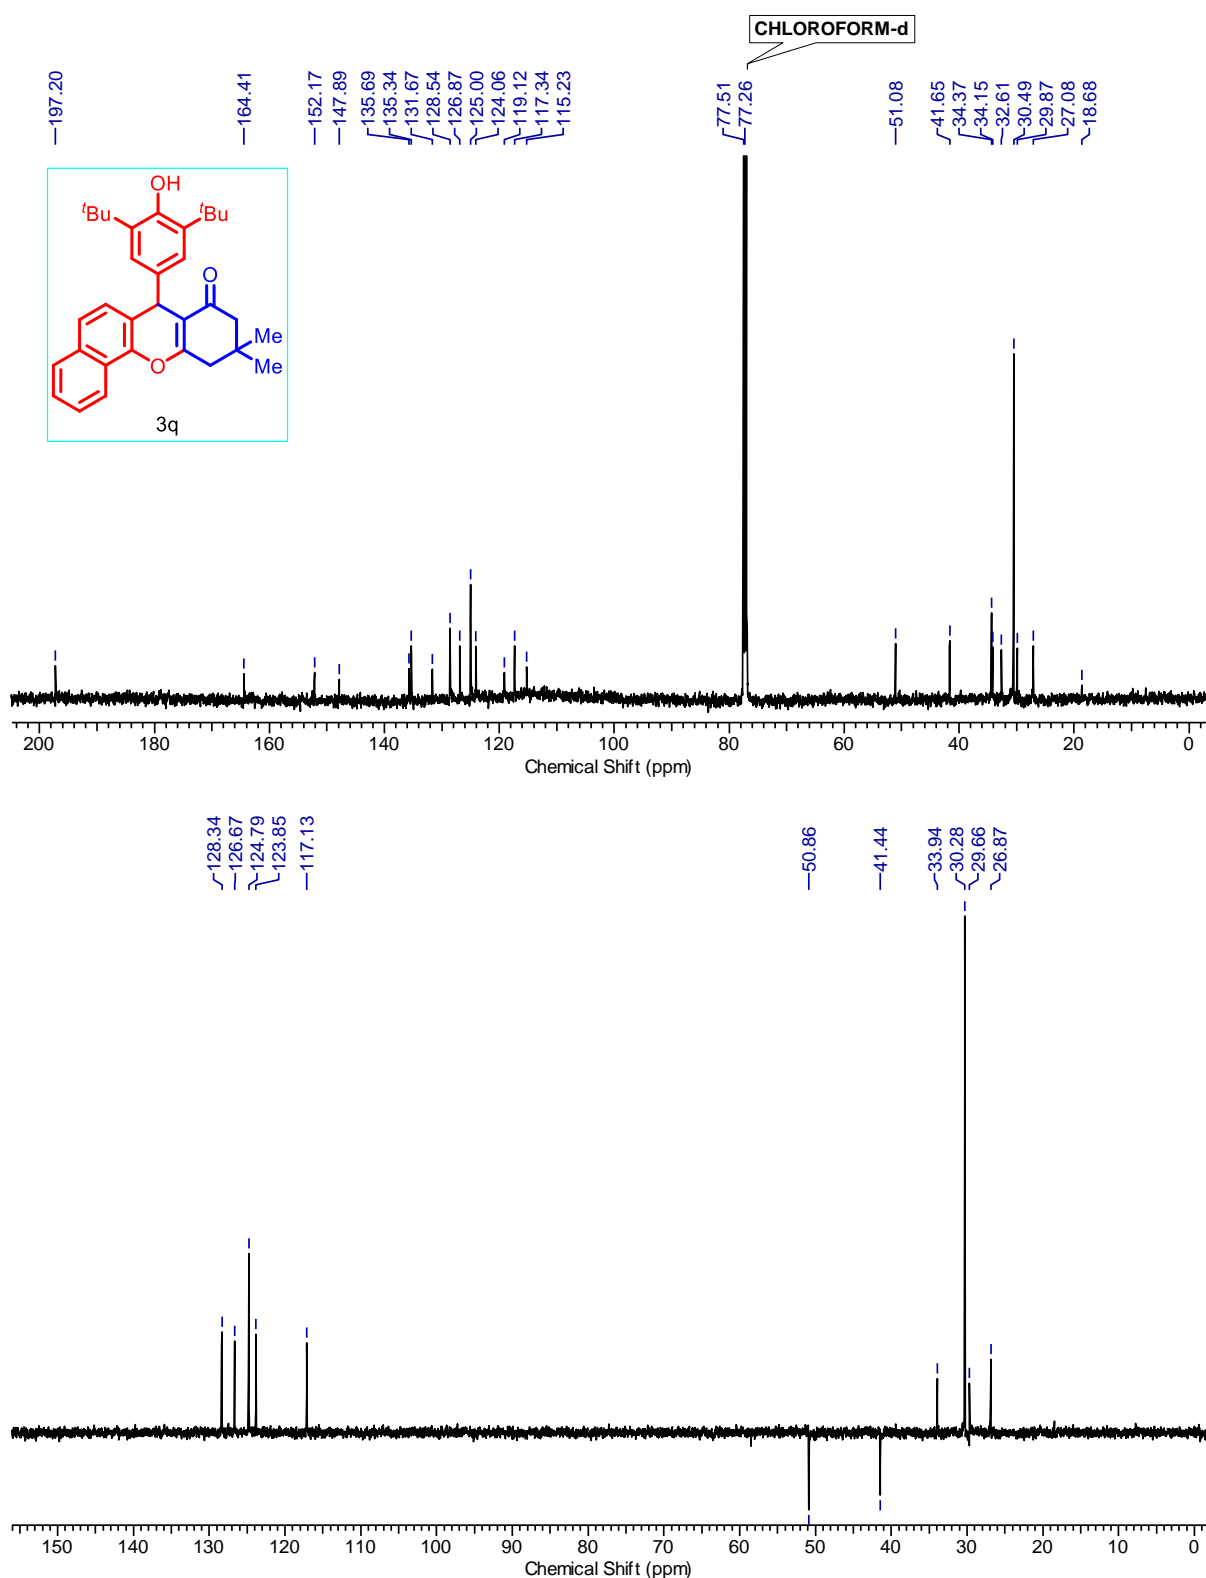 CHLOROFORM-d
197.20
164.41
152.17
147.89
135.69
135.34
131.67
128.54
126.87
125.00
124.06
119.12
117.34
115.23
77.51
77.26
51.08
41.65
34.37
34.15
32.61
30.49
29.87
27.08
18.68
OH
tBu
tBu
O
Me
Me
O
3q
200 180 160 140 120 100 80 60 40 20 0
Chemical Shift (ppm)
128.34
126.67
124.79
123.85
117.13
50.86
41.44
33.94
30.28
29.66
26.87
150 140 130 120 110 100 90 80 70 60 50 40 30 20 10 0
Chemical Shift (ppm)